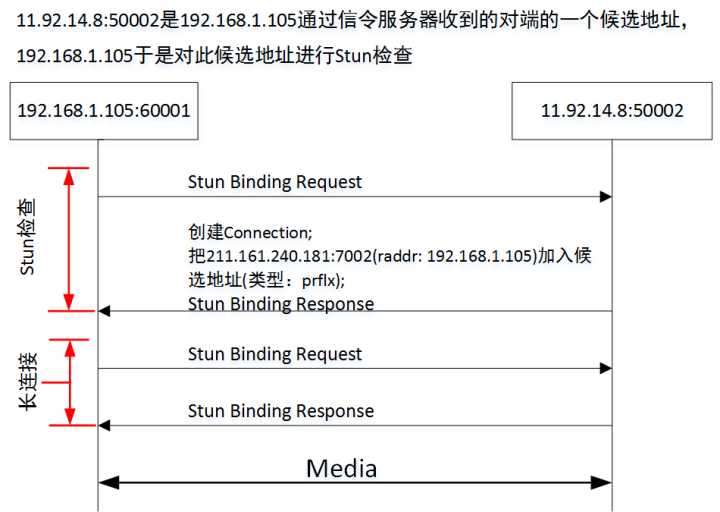 11.92.14.8:50002是192.168.1.105通过信令服务器收到的对端的一个候选地址，
192.168.1.105于是对此候选地址进行Stun检查
192.168.1.105:60001
11.92.14.8:50002
Stun检查
Stun Binding Request
创建Connection;
把211.161.240.181:7002(raddr: 192.168.1.105)加入候
选地址(类型：prflx);
Stun Binding Response
长连接
Stun Binding Request
Stun Binding Response
Media